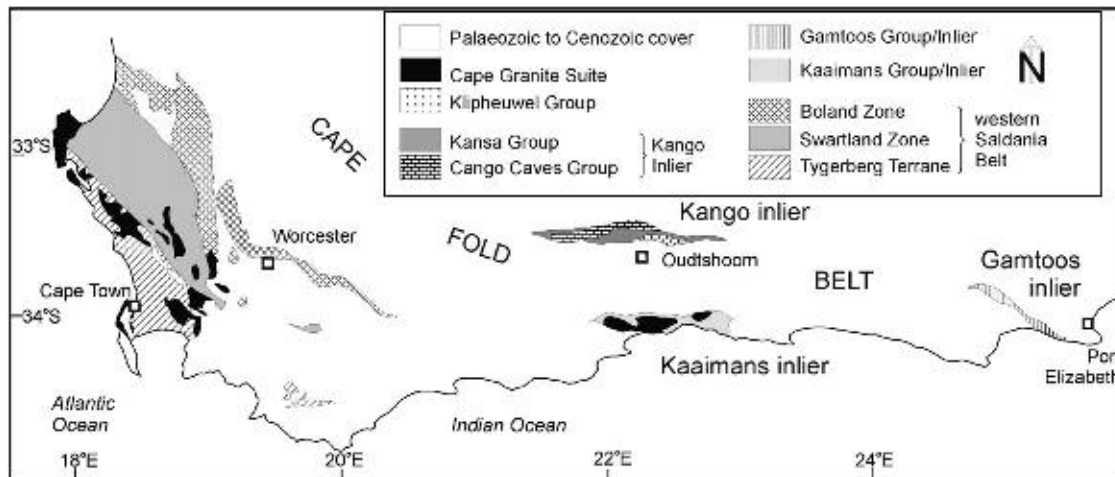 Palaeozoic to Cenozoic cover
Cape Granite Suite
Klipheuwel Group
Kansa Group
Cango Caves Group
Kango
Inlier
Gamtoos Group/Inlier
Kaaimans Group/Inlier
N
Boland Zone
Swartland Zone
Tygerberg Terrane
western
Saldania
Belt
33°S
CAPE
Kango inlier
Worcester
FOLD
Oudtshoorn
BELT
Gamtoos
inlier
Cape Town
34°S
Kaaimans inlier
Port
Elizabeth
Atlantic
Ocean
Indian Ocean
18°E
20°E
22°E
24°E